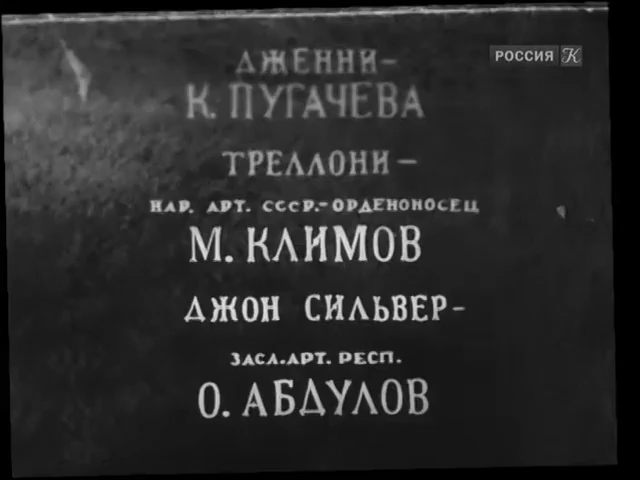 ДЖЕННИ-
К. ПУГАЧЕВА
РОССИЯ К
ТРЕЛЛОНИ-
НАР. АРТ. СССР.-ОРДЕНОНОСЕЦ
М. КЛИМОВ
ДЖОН СИЛЬВЕР-
ЗАСЛ.АРТ. РЕСП.
О. АБДУЛОВ